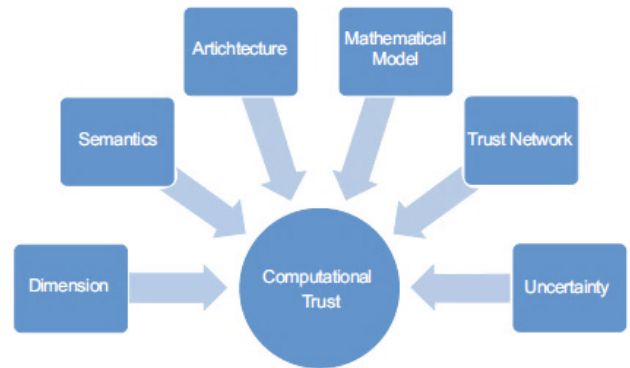 Artichtecture
Mathematical
Model
Semantics
Trust Network
Dimension
Computational
Trust
Uncertainty